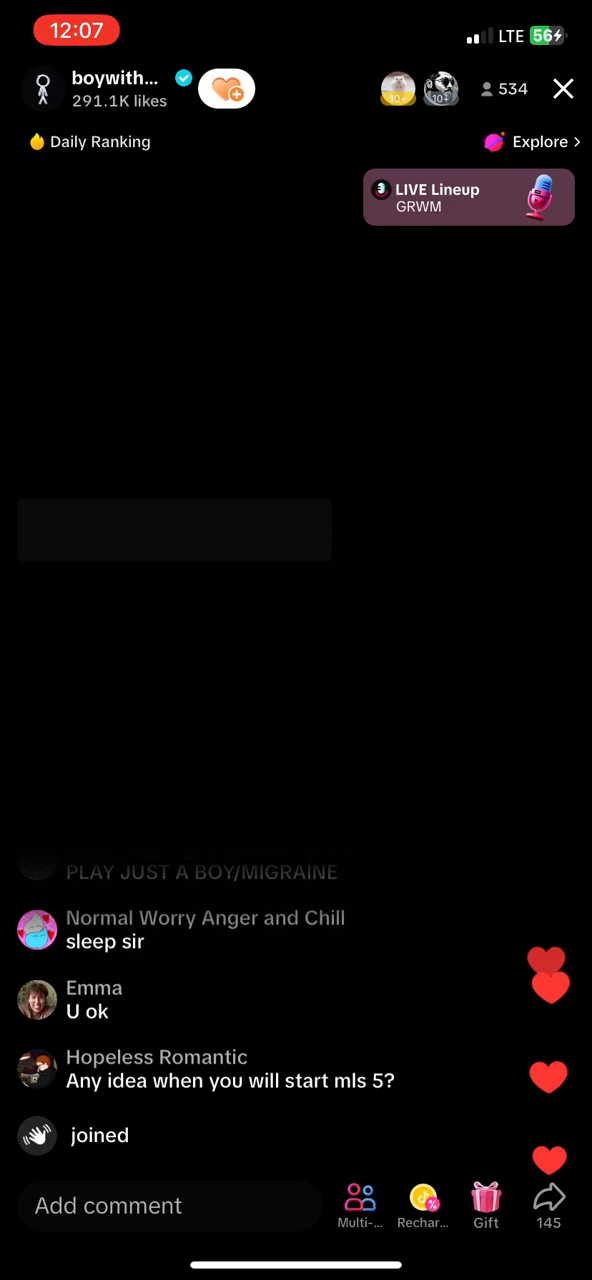 12:07
LTE 56
boywith...
291.1K likes
10+
10+
534
Daily Ranking
Explore >
LIVE Lineup
GRWM
PLAY JUST A BOY/MIGRAINE
Normal Worry Anger and Chill
sleep sir
Emma
U ok
Hopeless Romantic
Any idea when you will start mls 5?
joined
Add comment
Multi-...
Rechar...
Gift
145